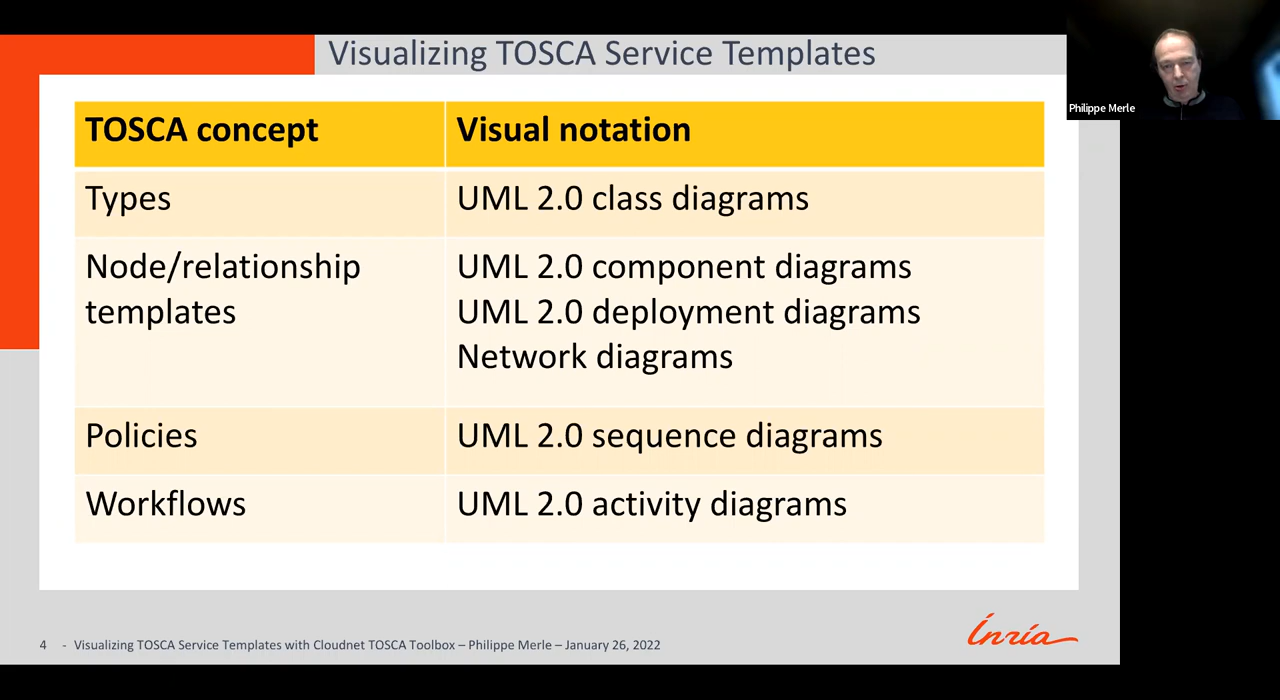 Visualizing TOSCA Service Templates
Philippe Merle
TOSCA concept
Visual notation
Types
UML 2.0 class diagrams
Node/relationship
templates
UML 2.0 component diagrams
UML 2.0 deployment diagrams
Network diagrams
Policies
UML 2.0 sequence diagrams
Workflows
UML 2.0 activity diagrams
4 - Visualizing TOSCA Service Templates with Cloudnet TOSCA Toolbox – Philippe Merle – January 26, 2022
Inria